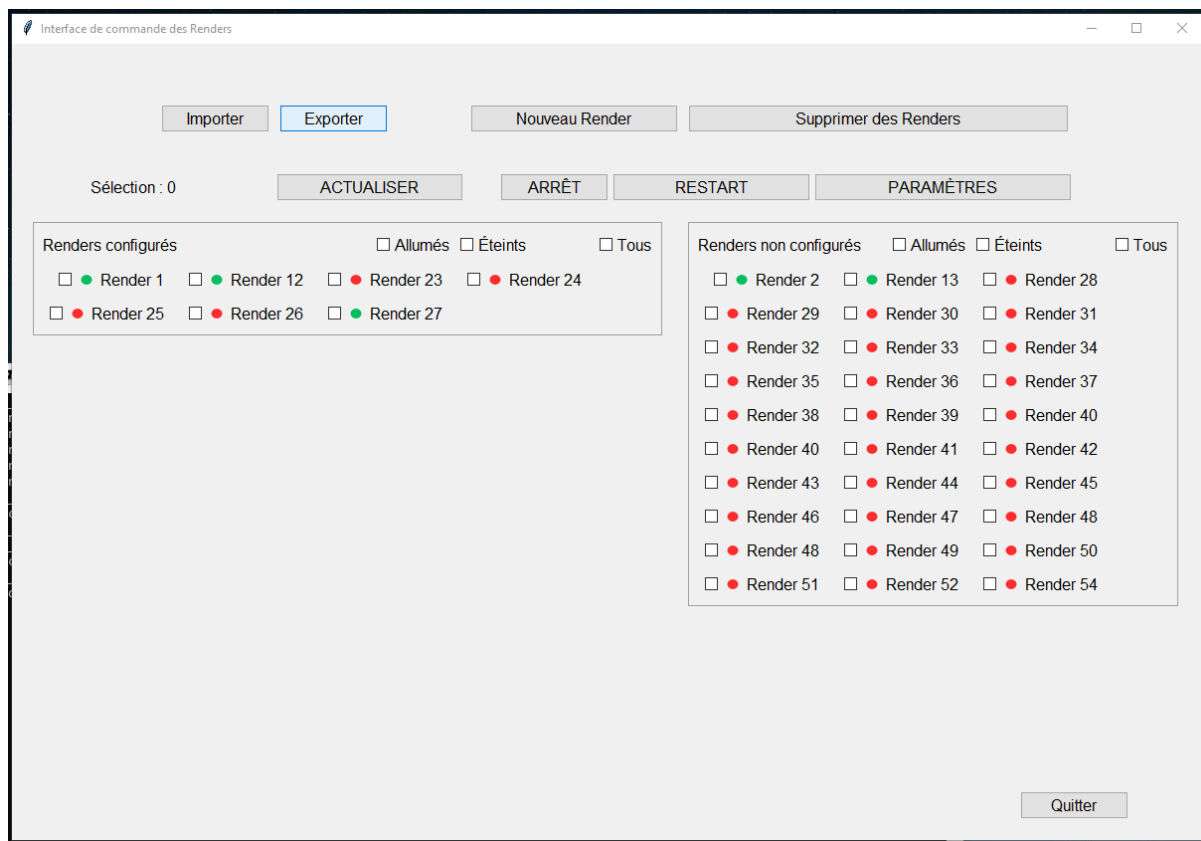 Interface de commande des Renders
Importer Exporter Nouveau Render Supprimer des Renders
Sélection : 0 ACTUALISER ARRÊT RESTART PARAMÈTRES
Renders configurés Allumés Éteints Tous
Render 1 Render 12 Render 23 Render 24
Render 25 Render 26 Render 27
Renders non configurés Allumés Éteints Tous
Render 2 Render 13 Render 28
Render 29 Render 30 Render 31
Render 32 Render 33 Render 34
Render 35 Render 36 Render 37
Render 38 Render 39 Render 40
Render 40 Render 41 Render 42
Render 43 Render 44 Render 45
Render 46 Render 47 Render 48
Render 48 Render 49 Render 50
Render 51 Render 52 Render 54
Quitter